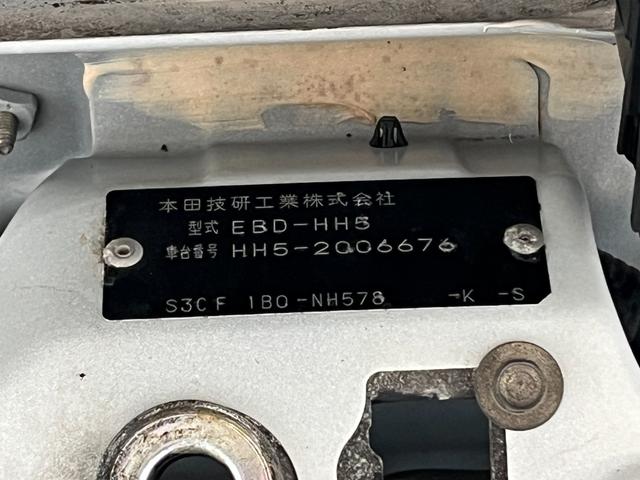 本田技研工業株式会社
型式 EBD-HH5
車台番号 HH5-2006676
S3CF 1B0-NH578 -K -S